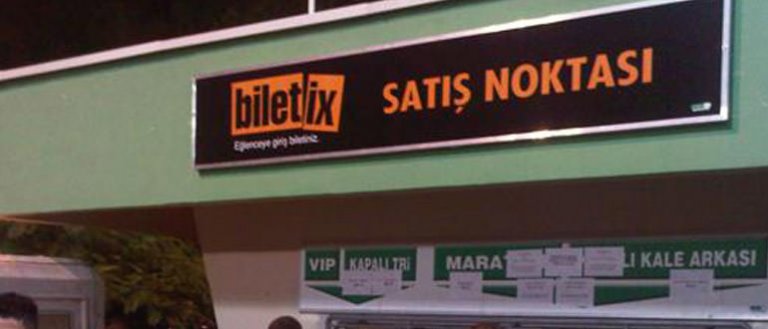 biletix
Eğlenceye giriş biletiniz.
SATIŞ NOKTASI
VIP
KAPALI TRİ
MARA
Lİ KALE ARKASI